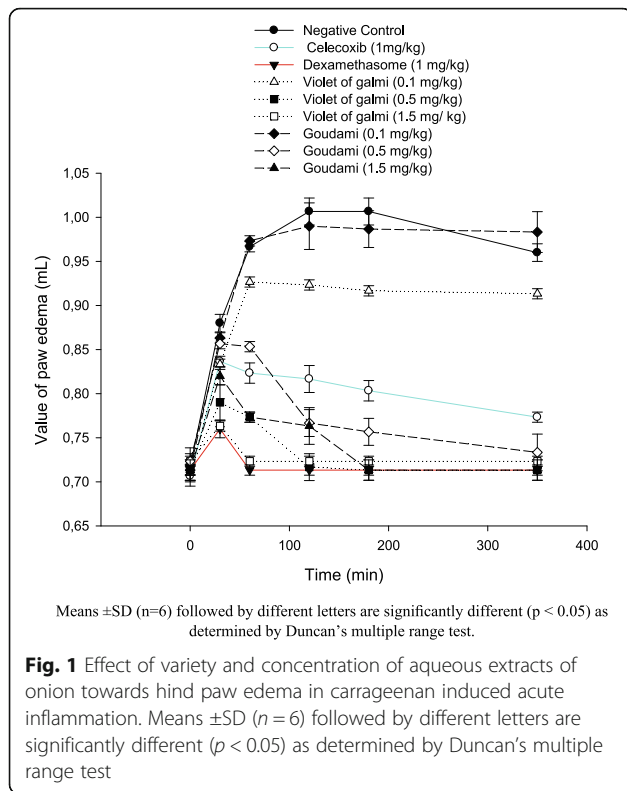 Negative Control
Celecoxib (1mg/kg)
Dexamethasome (1 mg/kg)
Violet of galmi (0.1 mg/kg)
Violet of galmi (0.5 mg/kg)
Violet of galmi (1.5 mg/ kg)
Goudami (0.1 mg/kg)
Goudami (0.5 mg/kg)
Goudami (1.5 mg/kg)
1,05
1,00
0,95
0,90
0,85
0,80
0,75
0,70
0,65
Value of paw edema (mL)
0 100 200 300 400
Time (min)
Means ±SD (n=6) followed by different letters are significantly different (p < 0.05) as
determined by Duncan's multiple range test.
Fig. 1 Effect of variety and concentration of aqueous extracts of
onion towards hind paw edema in carrageenan induced acute
inflammation. Means ±SD (n = 6) followed by different letters are
significantly different (p < 0.05) as determined by Duncan's multiple
range test